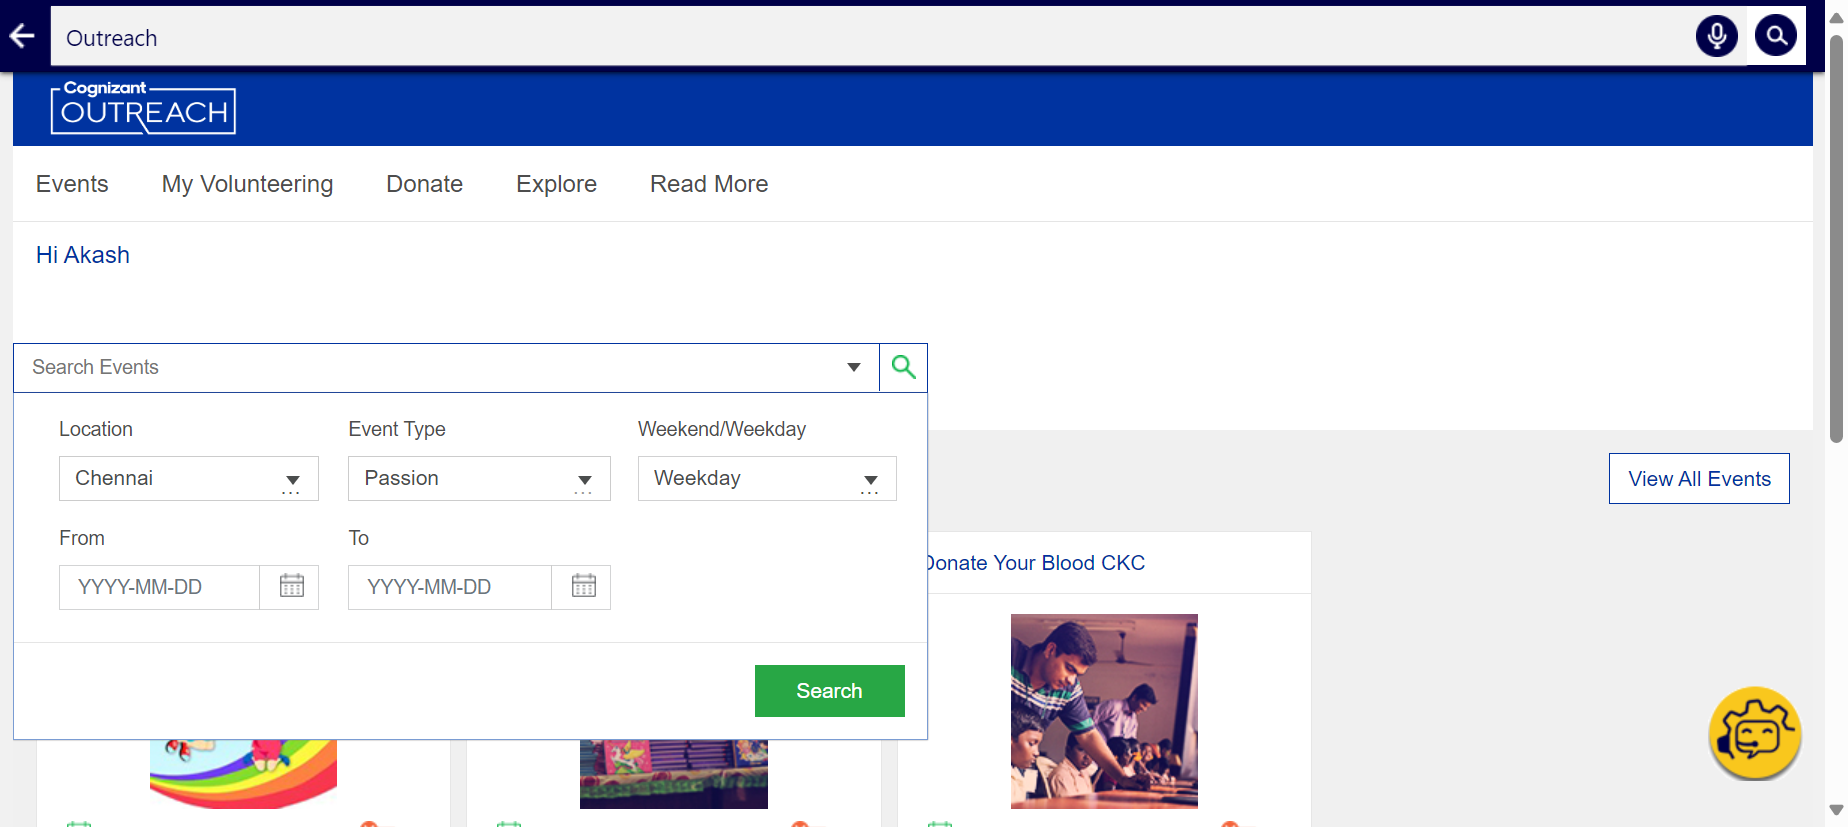 Outreach
Cognizant
OUTREACH
Events My Volunteering Donate Explore Read More
Hi Akash
Search Events
Location Event Type Weekend/Weekday
Chennai Passion Weekday
View All Events
From To
YYYY-MM-DD YYYY-MM-DD
Donate Your Blood CKC
Search